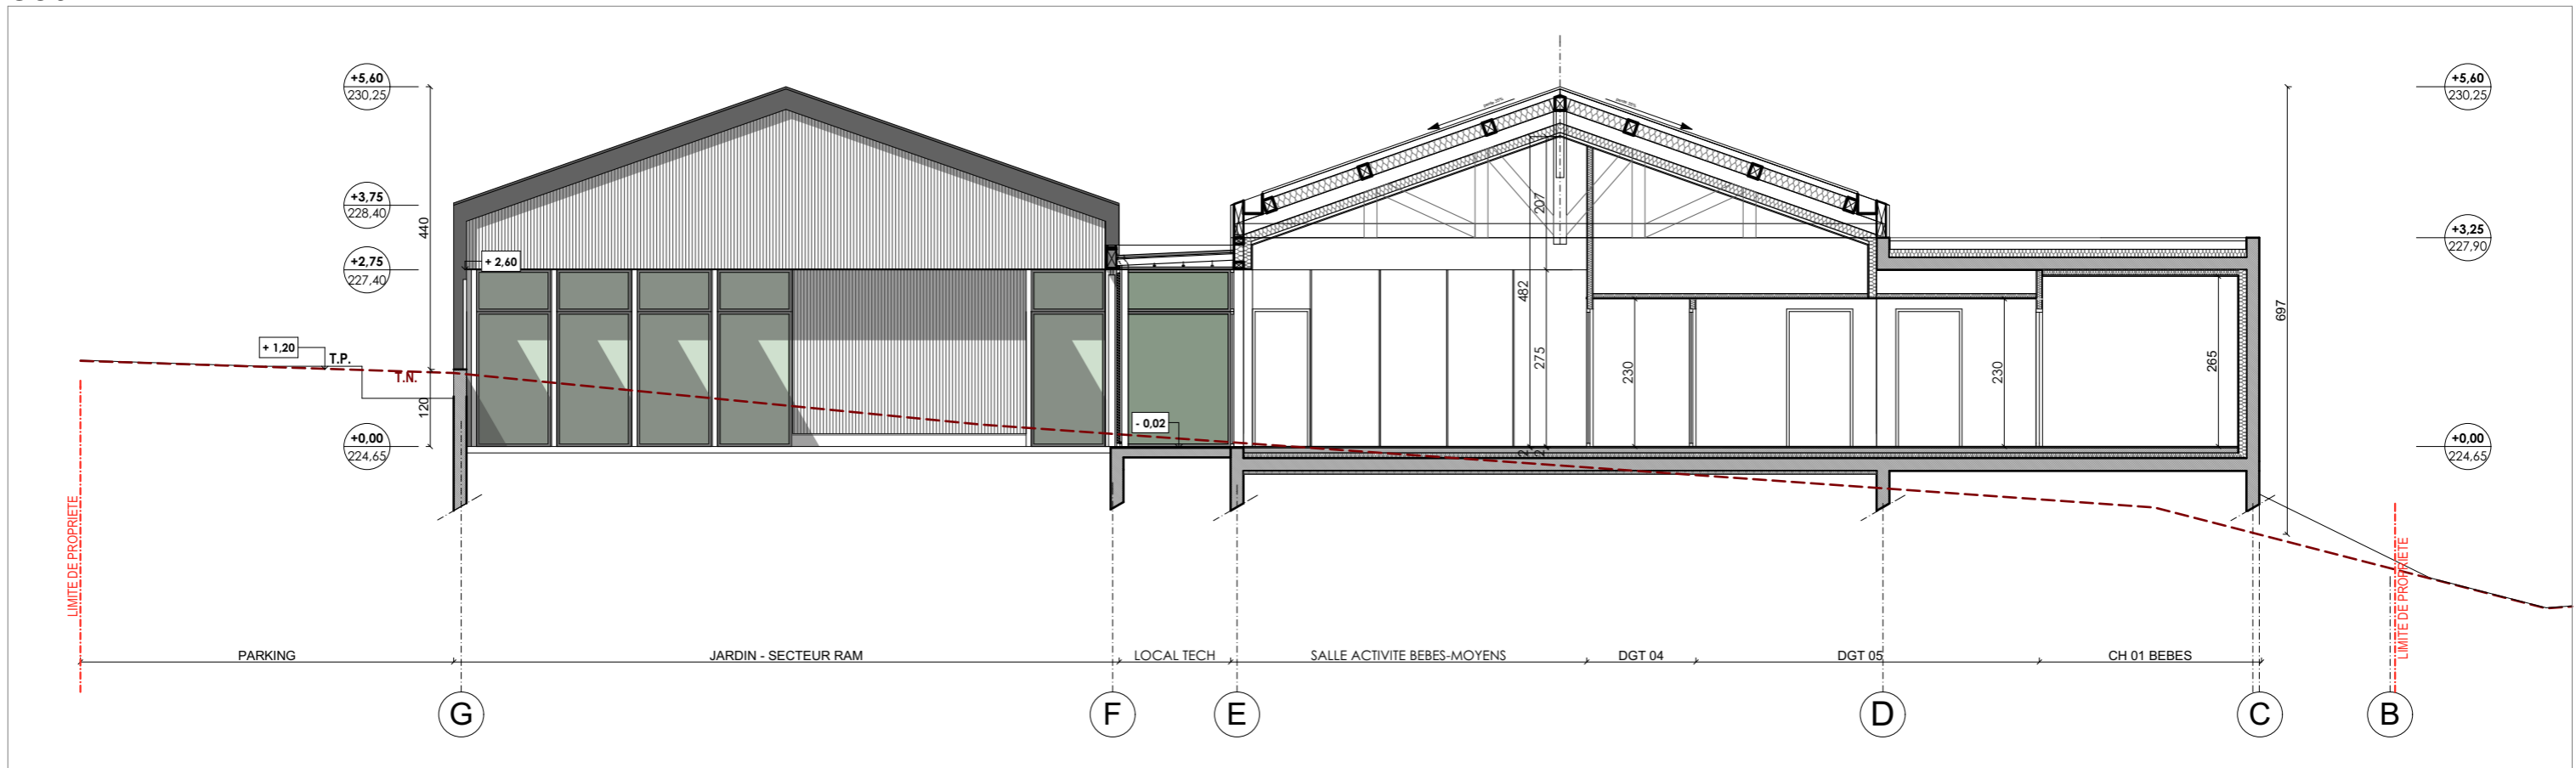 +5,60
230,25
+3,75
228,40
+2,75
227,40
+0,00
224,65
440
120
+ 2,60
+ 1,20
T.P.
T.N.
- 0,02
207
482
275
230
230
265
697
+5,60
230,25
+3,25
227,90
+0,00
224,65
LIMITE DE PROPRIETE
LIMITE DE PROPRIETE
PARKING
JARDIN - SECTEUR RAM
LOCAL TECH
SALLE ACTIVITE BEBES-MOYENS
DGT 04
DGT 05
CH 01 BEBES
G
F
E
D
C
B